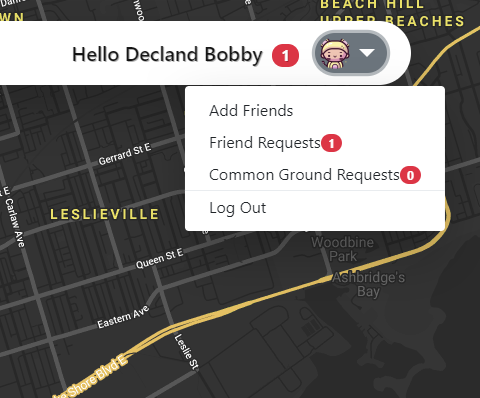 BEACH HILL
UPPER BEACHES
WN
Hello Decland Bobby 1
Add Friends
Friend Requests 1
Common Ground Requests 0
Log Out
Gerrard St E
Carlaw Ave
LESLIEVILLE
Queen St E
Woodbine
Park
Ashbridge's
Bay
Eastern Ave
Leslie St
Shore Blvd E